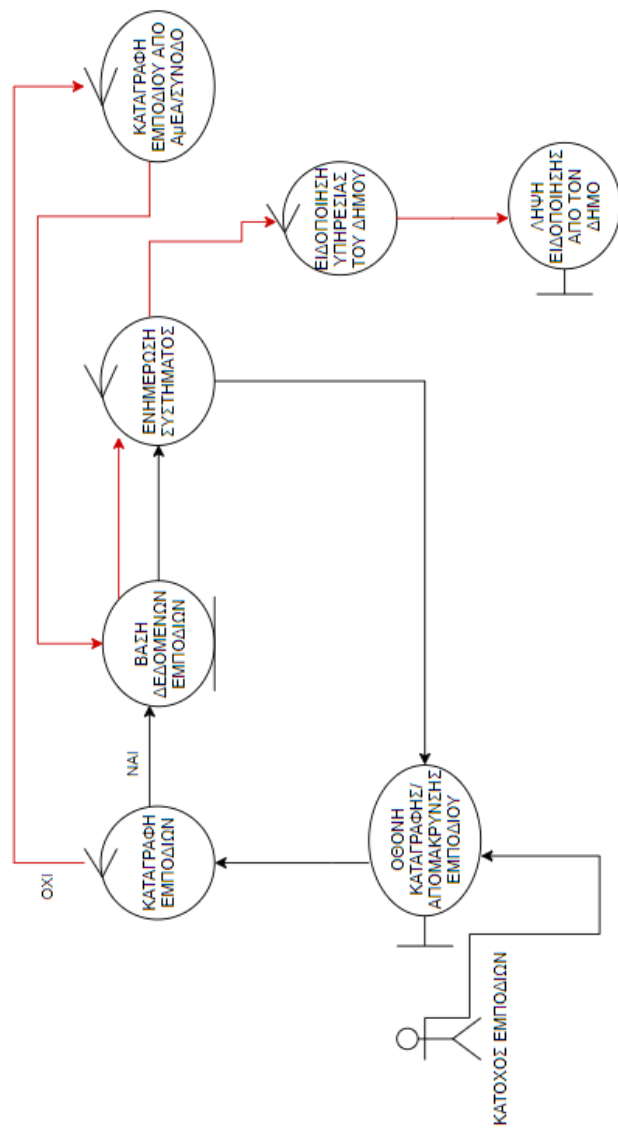 ΚΑΤΟΧΟΣ ΕΜΠΟΔΙΩΝ
ΟΘΟΝΗ
ΚΑΤΑΓΡΑΦΗΣ/
ΑΠΟΜΑΚΡΥΝΣΗΣ
ΕΜΠΟΔΙΟΥ
ΚΑΤΑΓΡΑΦΗ
ΕΜΠΟΔΙΩΝ
ΟΧΙ
ΝΑΙ
ΒΑΣΗ
ΔΕΔΟΜΕΝΩΝ
ΕΜΠΟΔΙΩΝ
ΕΝΗΜΕΡΩΣΗ
ΣΥΣΤΗΜΑΤΟΣ
ΚΑΤΑΓΡΑΦΗ
ΕΜΠΟΔΙΟΥ ΑΠΟ
ΑμΕΑ/ΣΥΝΟΔΟ
ΕΙΔΟΠΟΙΗΣΗ
ΥΠΗΡΕΣΙΑΣ
ΤΟΥ ΔΗΜΟΥ
ΛΗΨΗ
ΕΙΔΟΠΟΙΗΣΗΣ
ΑΠΟ ΤΟΝ
ΔΗΜΟ